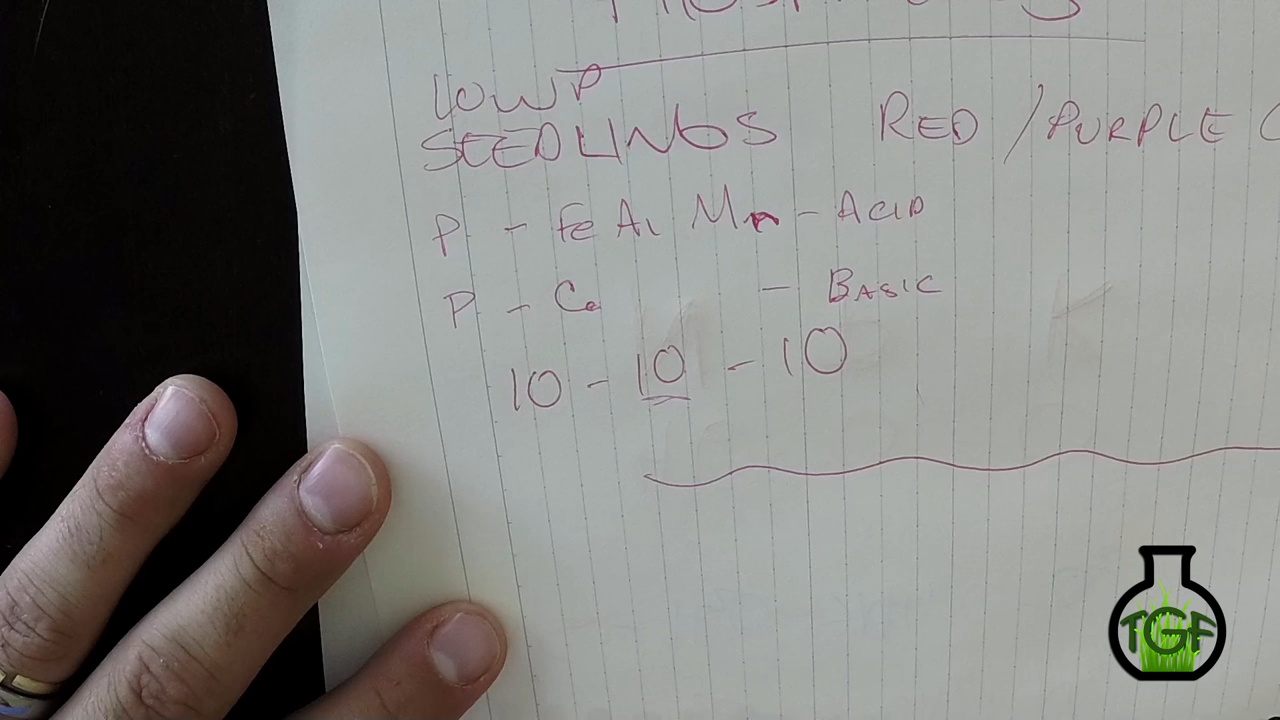 LOW P
SEEDLINGS RED / PURPLE
P - Fe Al Mn - ACID
P - Ca - BASIC
10 - 10 - 10
TGF